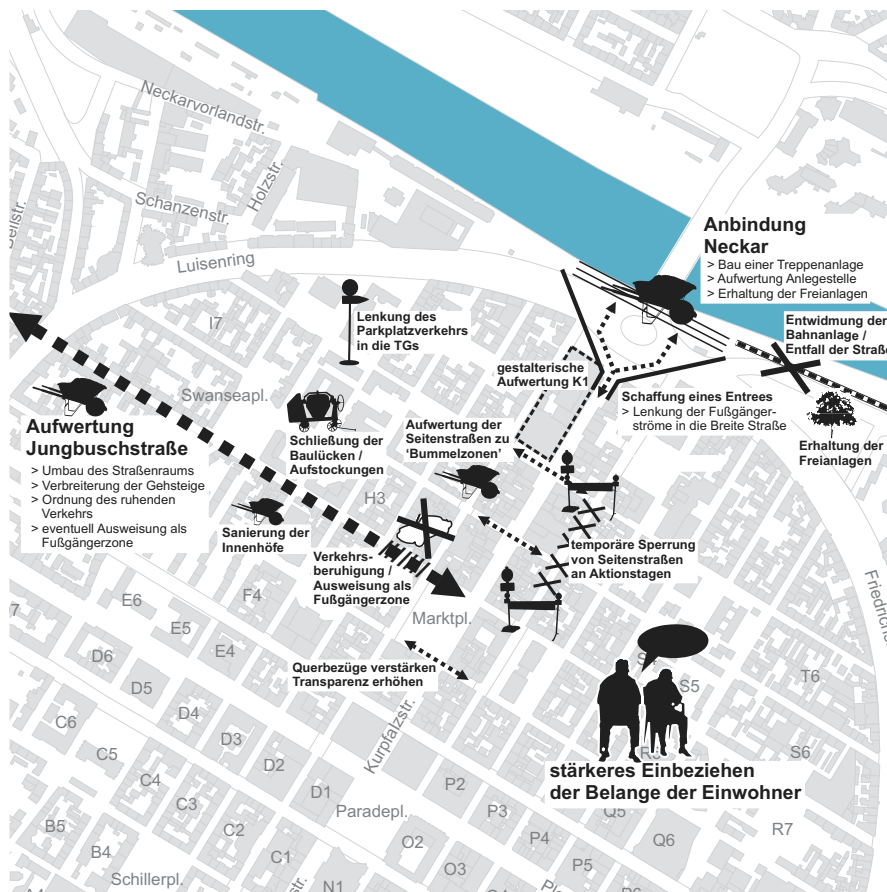 Neckarvorlandstr.
Holzstr.
Schanzenstr.
Beilstr.
Luisenring
I7
Swanseapl.
H3
Anbindung
Neckar
> Bau einer Treppenanlage
> Aufwertung Anlegestelle
> Erhaltung der Freianlagen
Entwidmung der
Bahnanlage /
Entfall der Straße
Lenkung des
Parkplatzverkehrs
in die TGs
gestalterische
Aufwertung K1
Schaffung eines Entrees
> Lenkung der Fußgänger-
ströme in die Breite Straße
Erhaltung der
Freianlagen
Aufwertung
Jungbuschstraße
> Umbau des Straßenraums
> Verbreiterung der Gehsteige
> Ordnung des ruhenden
Verkehrs
> eventuell Ausweisung als
Fußgängerzone
Schließung der
Baulücken /
Aufstockungen
Aufwertung der
Seitenstraßen zu
'Bummelzonen'
Sanierung der
Innenhöfe
Verkehrs-
beruhigung /
Ausweisung als
Fußgängerzone
temporäre Sperrung
von Seitenstraßen
an Aktionstagen
Marktpl.
Querbezüge verstärken
Transparenz erhöhen
Kurpfalzstr.
stärkeres Einbeziehen
der Belange der Einwohner
E6
F4
E5
E4
D6
D5
D4
D3
D2
D1
C6
C5
C4
C3
C2
C1
B5
B4
Schillerpl.
Paradepl.
N1
O2
O3
P2
P3
P4
P5
Q5
Q6
R7
S5
S6
T6